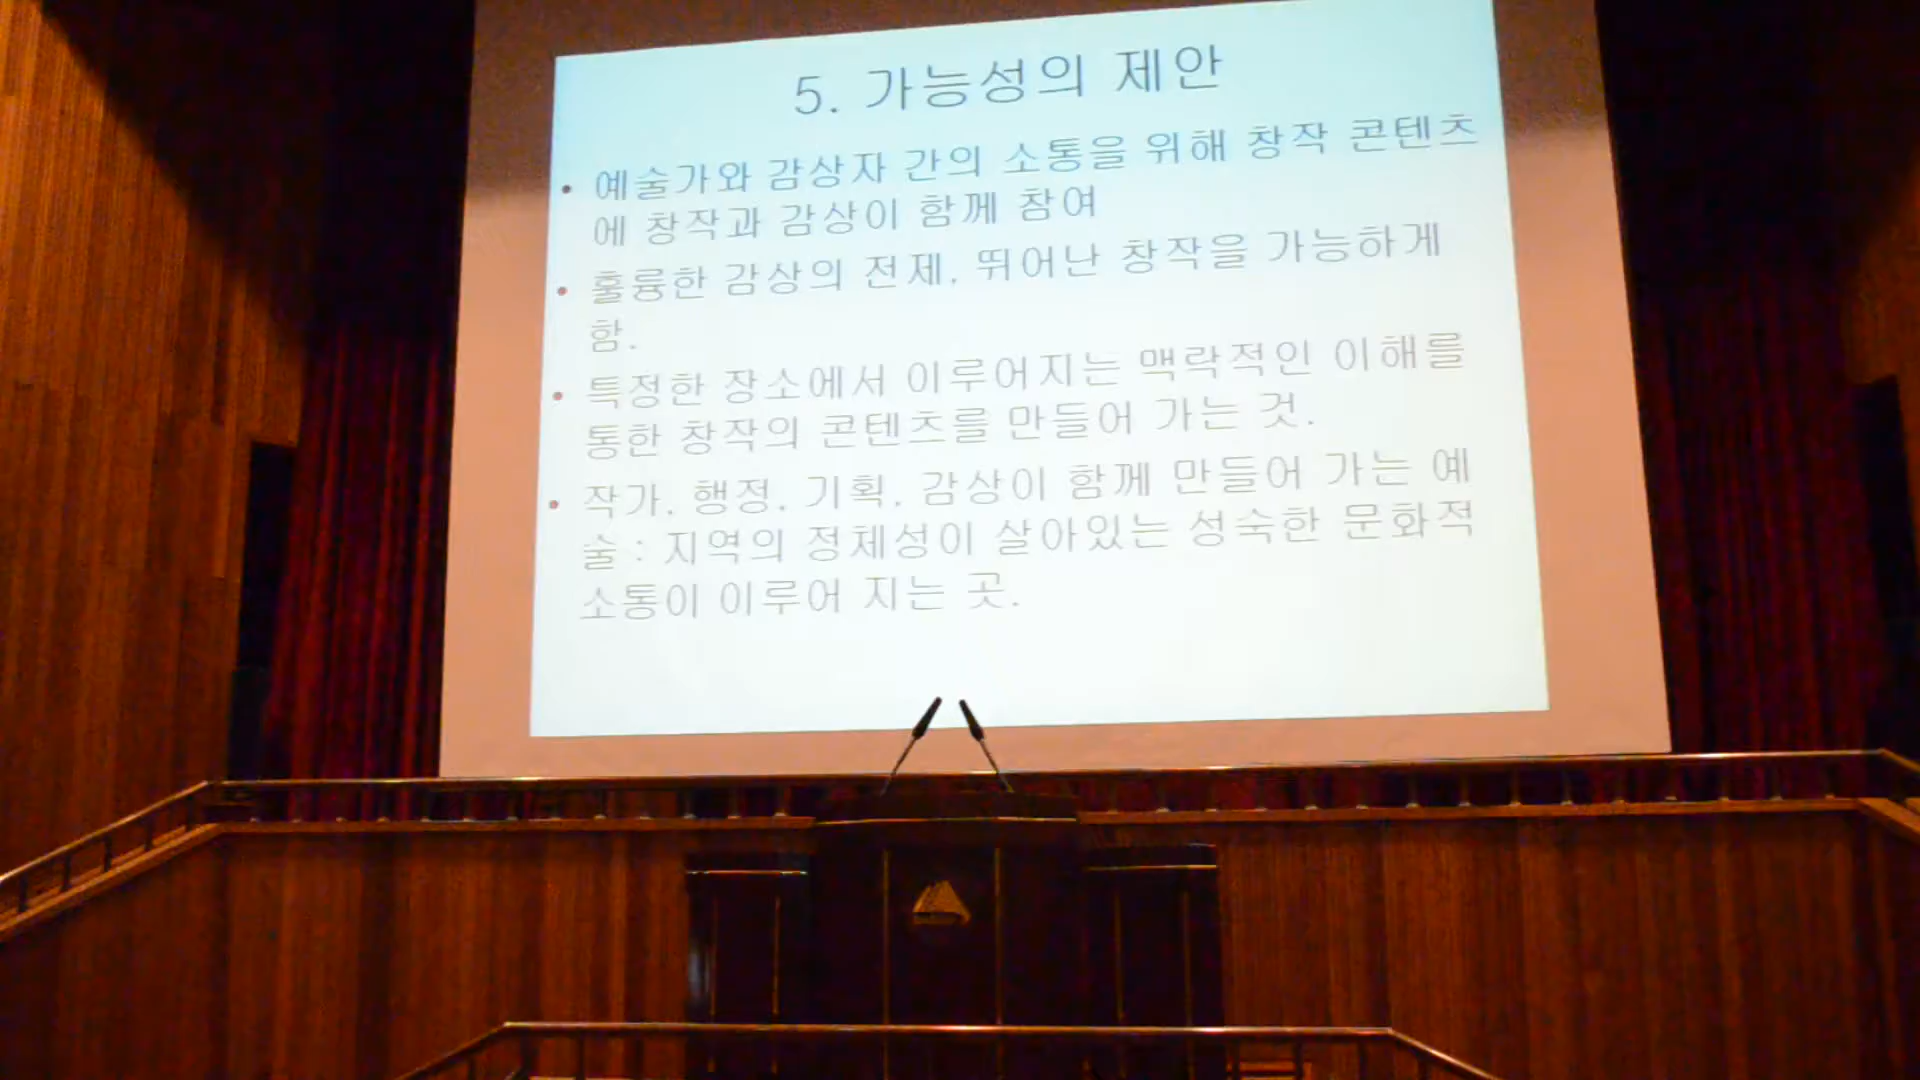 5. 가능성의 제안
• 예술가와 감상자 간의 소통을 위해 창작 콘텐츠
에 창작과 감상이 함께 참여
• 훌륭한 감상의 전제, 뛰어난 창작을 가능하게
함.
• 특정한 장소에서 이루어지는 맥락적인 이해를
통한 창작의 콘텐츠를 만들어 가는 것.
• 작가, 행정, 기획, 감상이 함께 만들어 가는 예
술 : 지역의 정체성이 살아있는 성숙한 문화적
소통이 이루어 지는 곳.